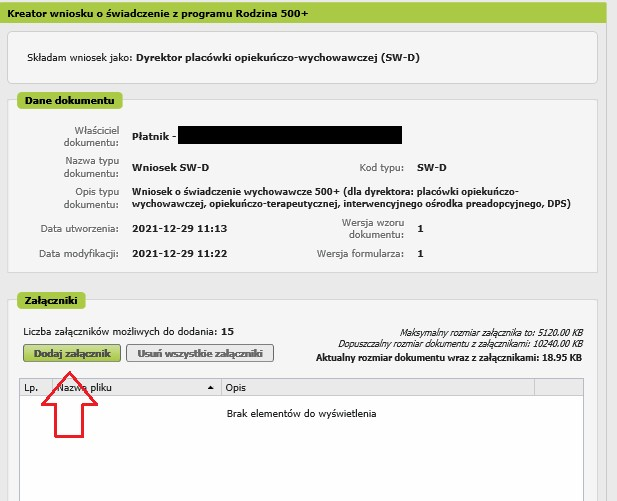 Kreator wniosku o świadczenie z programu Rodzina 500+
Składam wniosek jako: Dyrektor placówki opiekuńczo-wychowawczej (SW-D)
Dane dokumentu
Właściciel
dokumentu: Płatnik -
Nazwa typu
dokumentu: Wniosek SW-D Kod typu: SW-D
Opis typu
dokumentu: Wniosek o świadczenie wychowawcze 500+ (dla dyrektora: placówki opiekuńczo-
wychowawczej, opiekuńczo-terapeutycznej, interwencyjnego ośrodka preadopcyjnego, DPS)
Data utworzenia: 2021-12-29 11:13 Wersja wzoru
dokumentu: 1
Data modyfikacji: 2021-12-29 11:22 Wersja formularza: 1
Załączniki
Liczba załączników możliwych do dodania: 15
Maksymalny rozmiar załącznika to: 5120.00 KB
Dopuszczalny rozmiar dokumentu z załącznikami: 10240.00 KB
Dodaj załącznik Usuń wszystkie załączniki
Aktualny rozmiar dokumentu wraz z załącznikami: 18.95 KB
Lp. Nazwa pliku Opis
Brak elementów do wyświetlenia